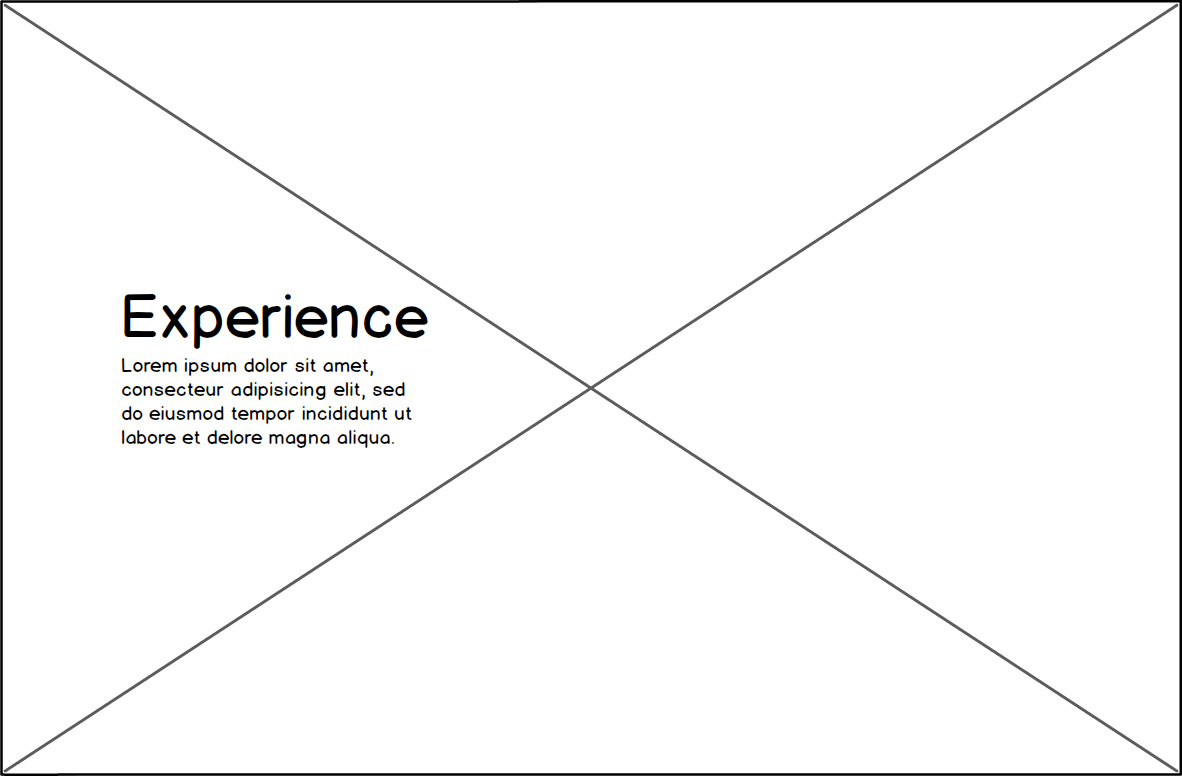 Experience
Lorem ipsum dolor sit amet,
consecteur adipisicing elit, sed
do eiusmod tempor incididunt ut
labore et delore magna aliqua.